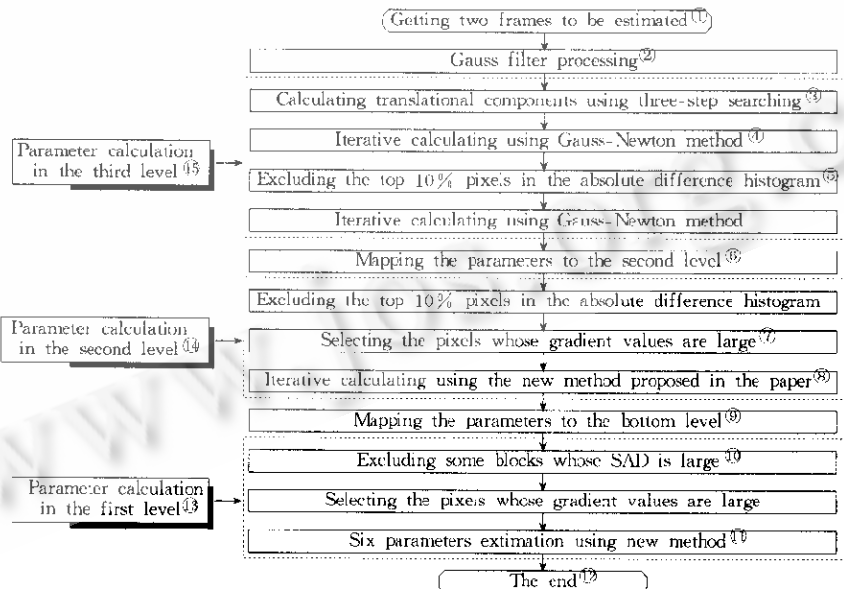 Getting two frames to be estimated①
Gauss filter processing②
Calculating translational components using three-step searching③
Iterative calculating using Gauss-Newton method④
Parameter calculation
in the third level⑮
Excluding the top 10% pixels in the absolute difference histogram⑤
Iterative calculating using Gauss-Newton method
Mapping the parameters to the second level⑥
Excluding the top 10% pixels in the absolute difference histogram
Parameter calculation
in the second level⑭
Selecting the pixels whose gradient values are large⑦
Iterative calculating using the new method proposed in the paper⑧
Mapping the parameters to the bottom level⑨
Excluding some blocks whose SAD is large⑩
Parameter calculation
in the first level⑬
Selecting the pixels whose gradient values are large
Six parameters extimation using new method⑪
The end⑫